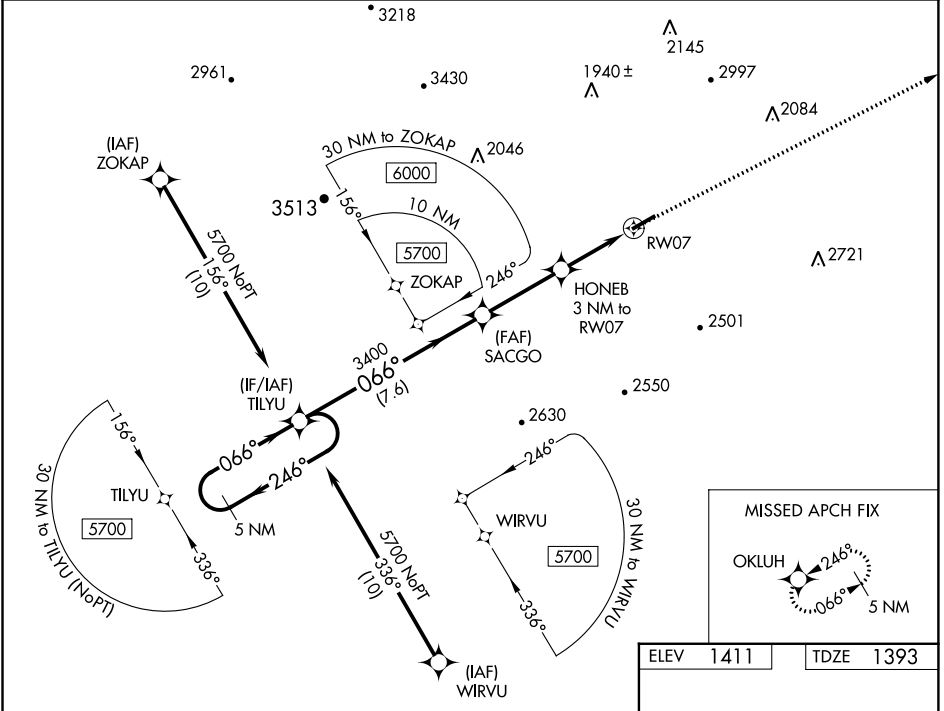 3218
2145
2961
3430
1940 ±
2997
2084
(IAF)
ZOKAP
30 NM to ZOKAP
2046
6000
3513
156°
10 NM
5700
ZOKAP
246°
RW07
5700 NoPT
156°
(10)
2721
HONEB
3 NM to
RW07
(FAF)
SACGO
2501
3400
066°
(7.6)
(IF/IAF)
TILYU
2550
2630
156°
066°
246°
246°
TILYU
5 NM
30 NM to TILYU (NoPT)
5700
336°
WIRVU
5700
30 NM to WIRVU
336°
5700 NoPT
336°
(10)
MISSED APCH FIX
OKLUH
246°
066°
5 NM
(IAF)
WIRVU
ELEV 1411
TDZE 1393